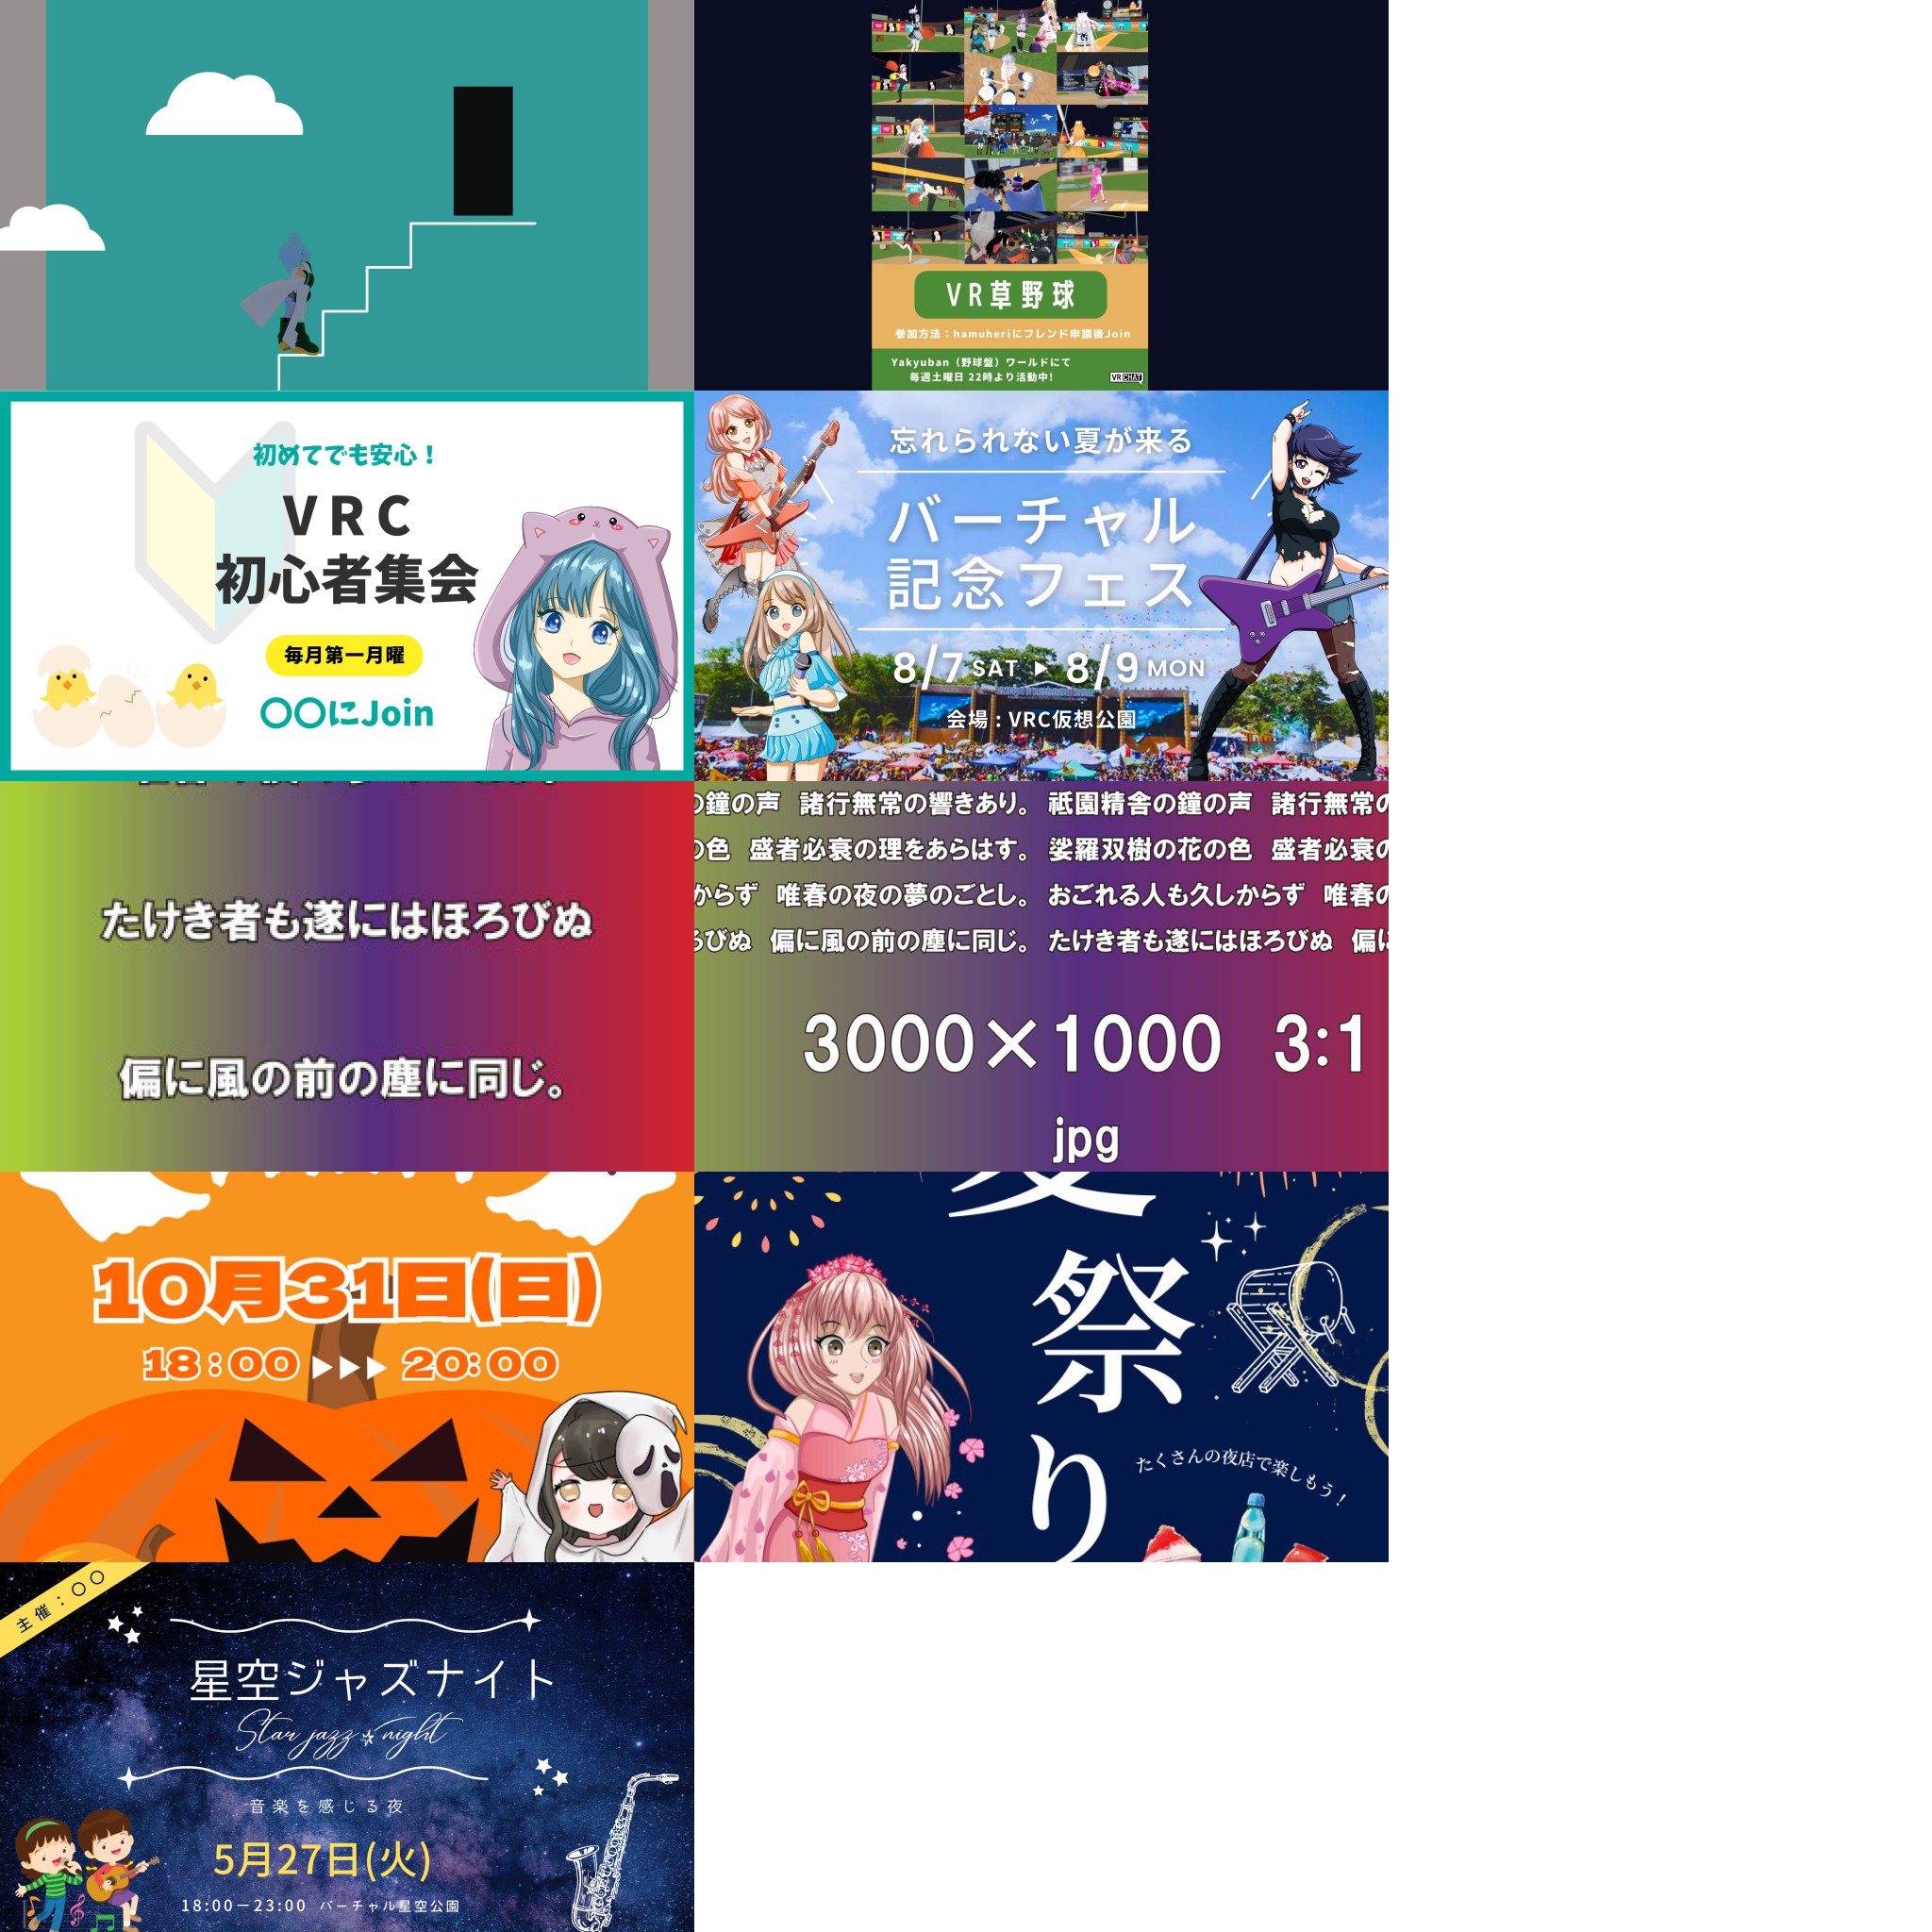 VR草野球
参加方法：hamuheriにフレンド申請後Join
Yakyuban（野球盤）ワールドにて
毎週土曜日 22時より活動中!
VRCHAT
初めてでも安心！
VRC
初心者集会
毎月第一月曜
〇〇にJoin
忘れられない夏が来る
バーチャル
記念フェス
8/7 SAT ▶ 8/9 MON
会場 : VRC仮想公園
たけき者も遂にはほろびぬ
偏に風の前の塵に同じ。
の鐘の声 諸行無常の響きあり。 祇園精舎の鐘の声 諸行無常の
の色 盛者必衰の理をあらはす。 娑羅双樹の花の色 盛者必衰の
からず 唯春の夜の夢のごとし。 おごれる人も久しからず 唯春の
ろびぬ 偏に風の前の塵に同じ。 たけき者も遂にはほろびぬ 偏に
3000×1000 3:1
jpg
10月31日(日)
18:00 ▶▶▶ 20:00
夏祭り
たくさんの夜店で楽しもう！
主催：〇〇
星空ジャズナイト
Star jazz night
音楽を感じる夜
5月27日(火)
18:00－23:00 バーチャル星空公園